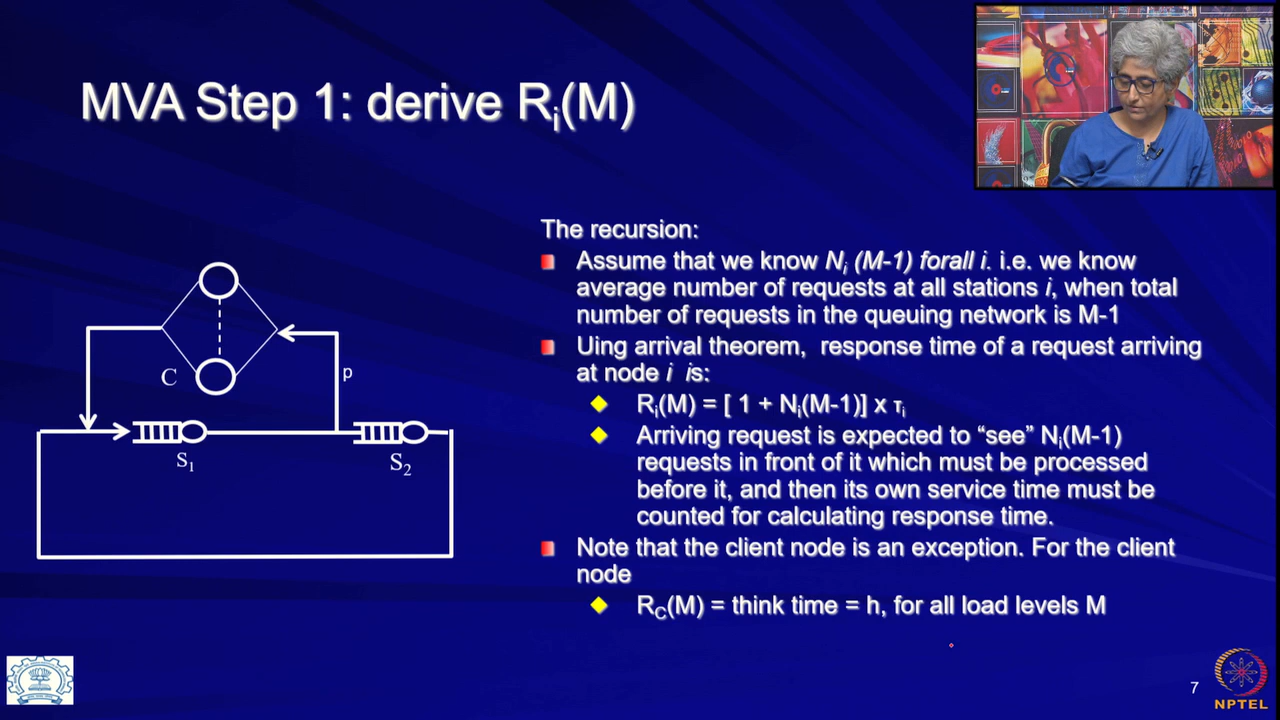 MVA Step 1: derive Ri(M)
The recursion:
Assume that we know Ni (M-1) forall i. i.e. we know
average number of requests at all stations i, when total
number of requests in the queuing network is M-1
Uing arrival theorem, response time of a request arriving
at node i is:
Ri(M) = [ 1 + Ni(M-1)] x τi
Arriving request is expected to “see” Ni(M-1)
requests in front of it which must be processed
before it, and then its own service time must be
counted for calculating response time.
Note that the client node is an exception. For the client
node
RC(M) = think time = h, for all load levels M
C
p
S1
S2
7
NPTEL